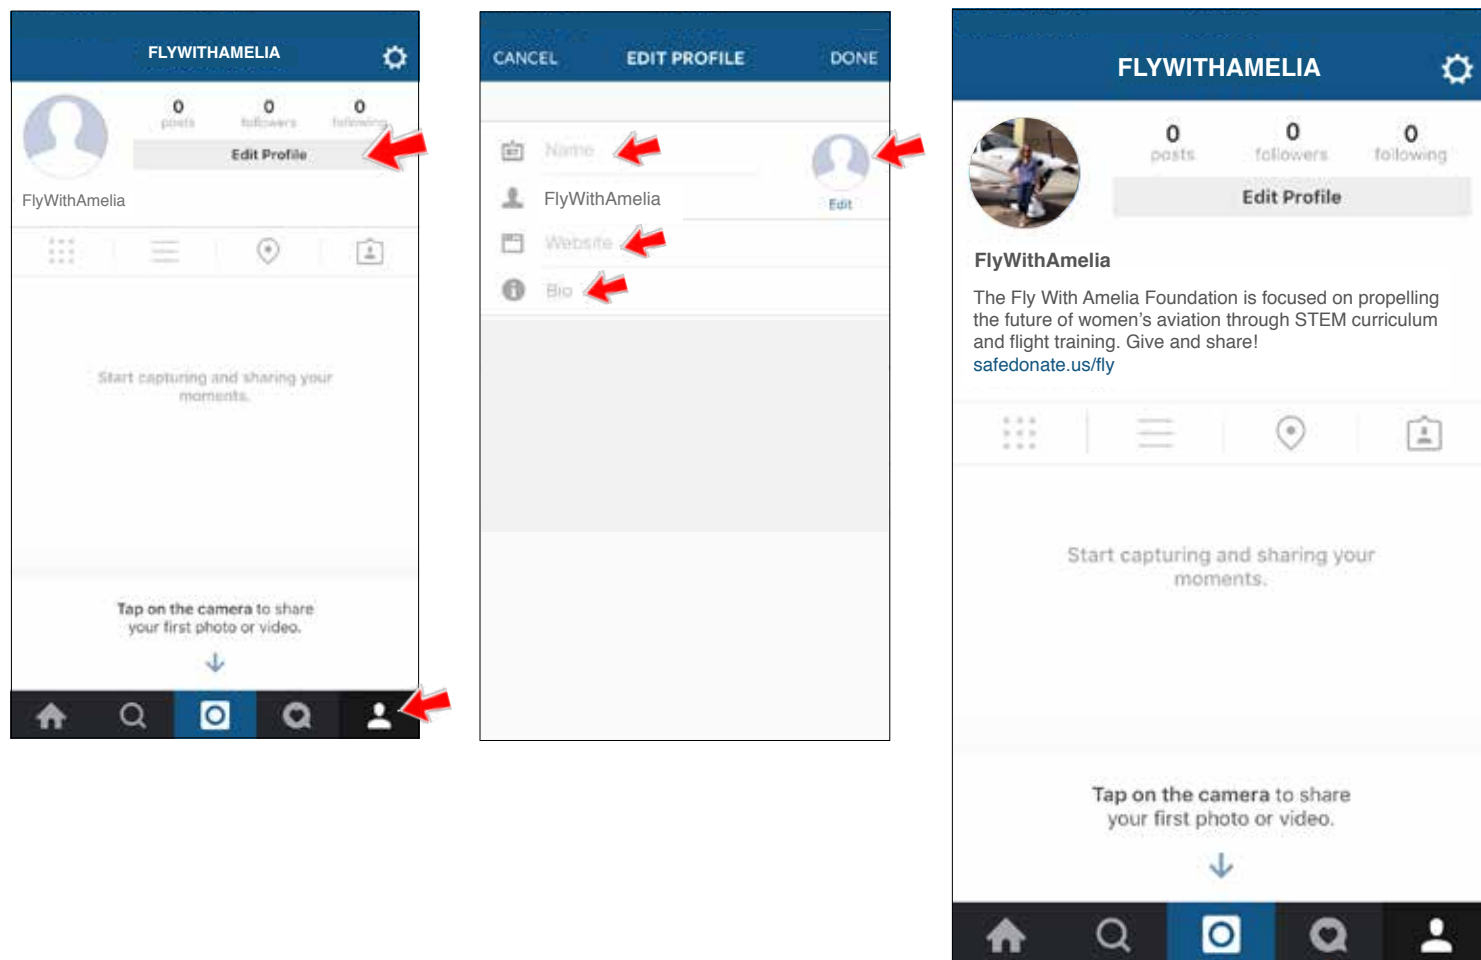 FLYWITHAMELIA
0 0 0
posts followers following
Edit Profile
FlyWithAmelia
Start capturing and sharing your
moments.
Tap on the camera to share
your first photo or video.
CANCEL EDIT PROFILE DONE
Name
FlyWithAmelia
Edit
Website
Bio
FLYWITHAMELIA
0 0 0
posts followers following
Edit Profile
FlyWithAmelia
The Fly With Amelia Foundation is focused on propelling
the future of women’s aviation through STEM curriculum
and flight training. Give and share!
safedonate.us/fly
Start capturing and sharing your
moments.
Tap on the camera to share
your first photo or video.